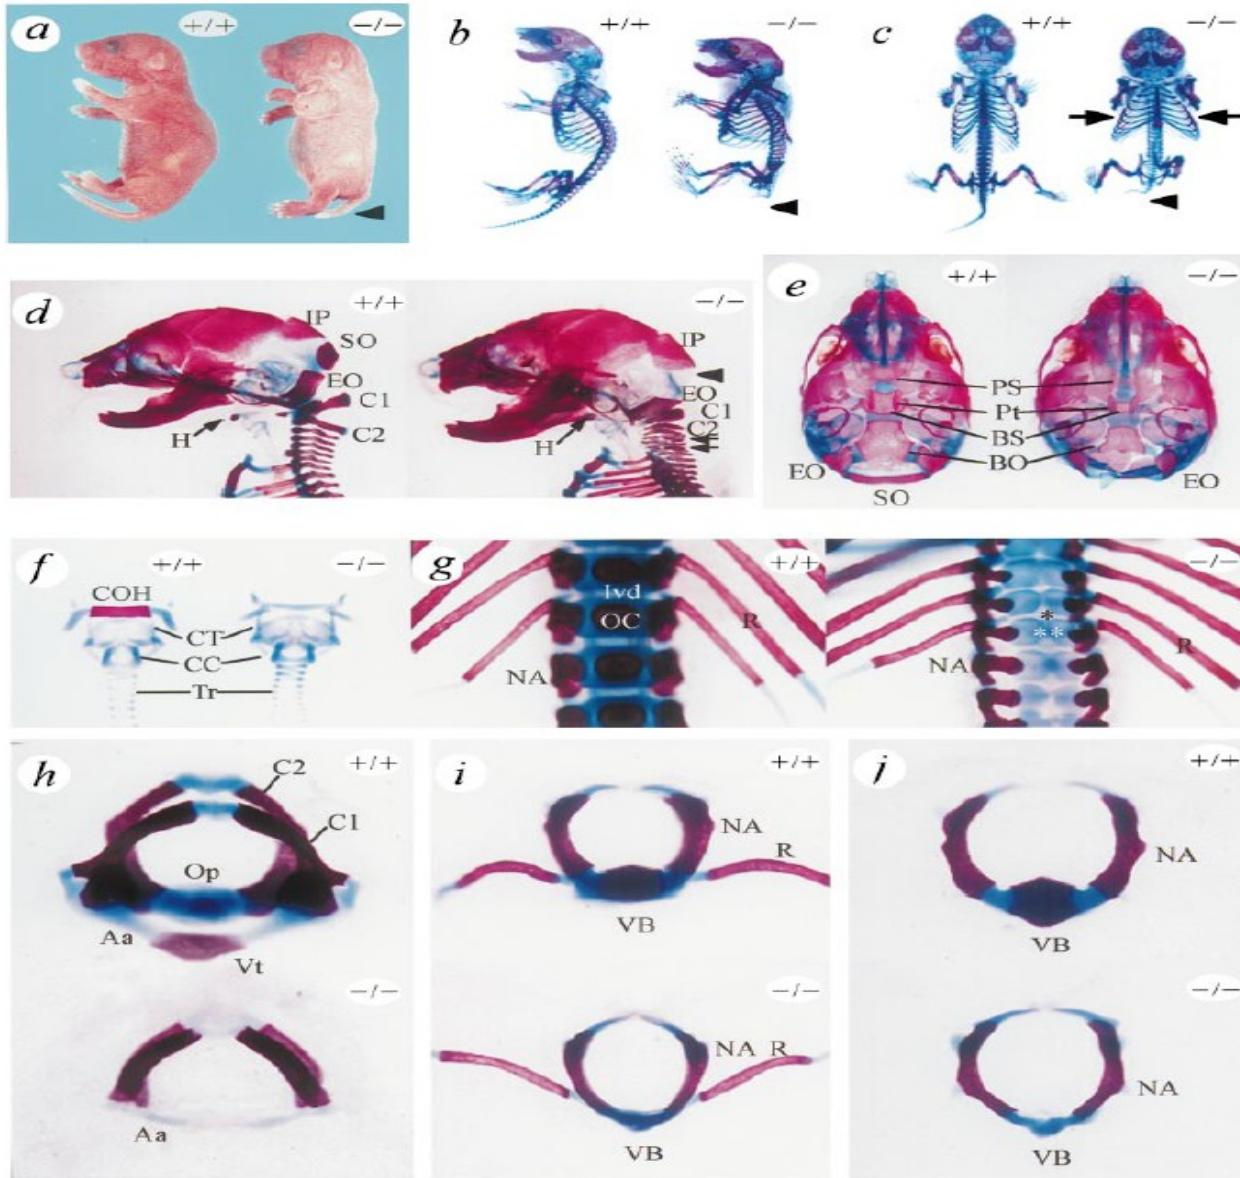 a +/+ −/−
b +/+ −/−
c +/+ −/−
d +/+ −/−
IP IP
SO
EO EO
C1 C1
C2 C2
H H
e +/+ −/−
PS
Pt
BS
BO
EO EO
SO
f +/+ −/−
COH
CT
CC
Tr
g +/+ −/−
Ivd
OC
R *
** R
NA NA
h +/+
C2
C1
Op
Aa
Vt
−/−
Aa
i +/+
NA
R
VB
−/−
NA R
VB
j +/+
NA
VB
−/−
NA
VB